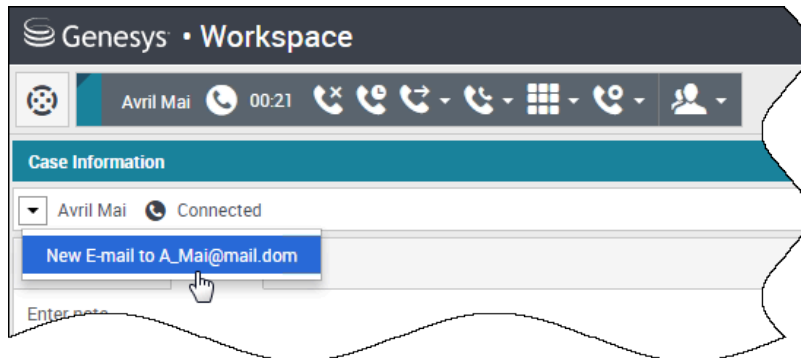 Genesys • Workspace
Avril Mai 00:21
Case Information
Avril Mai Connected
New E-mail to A_Mai@mail.dom
Enter note